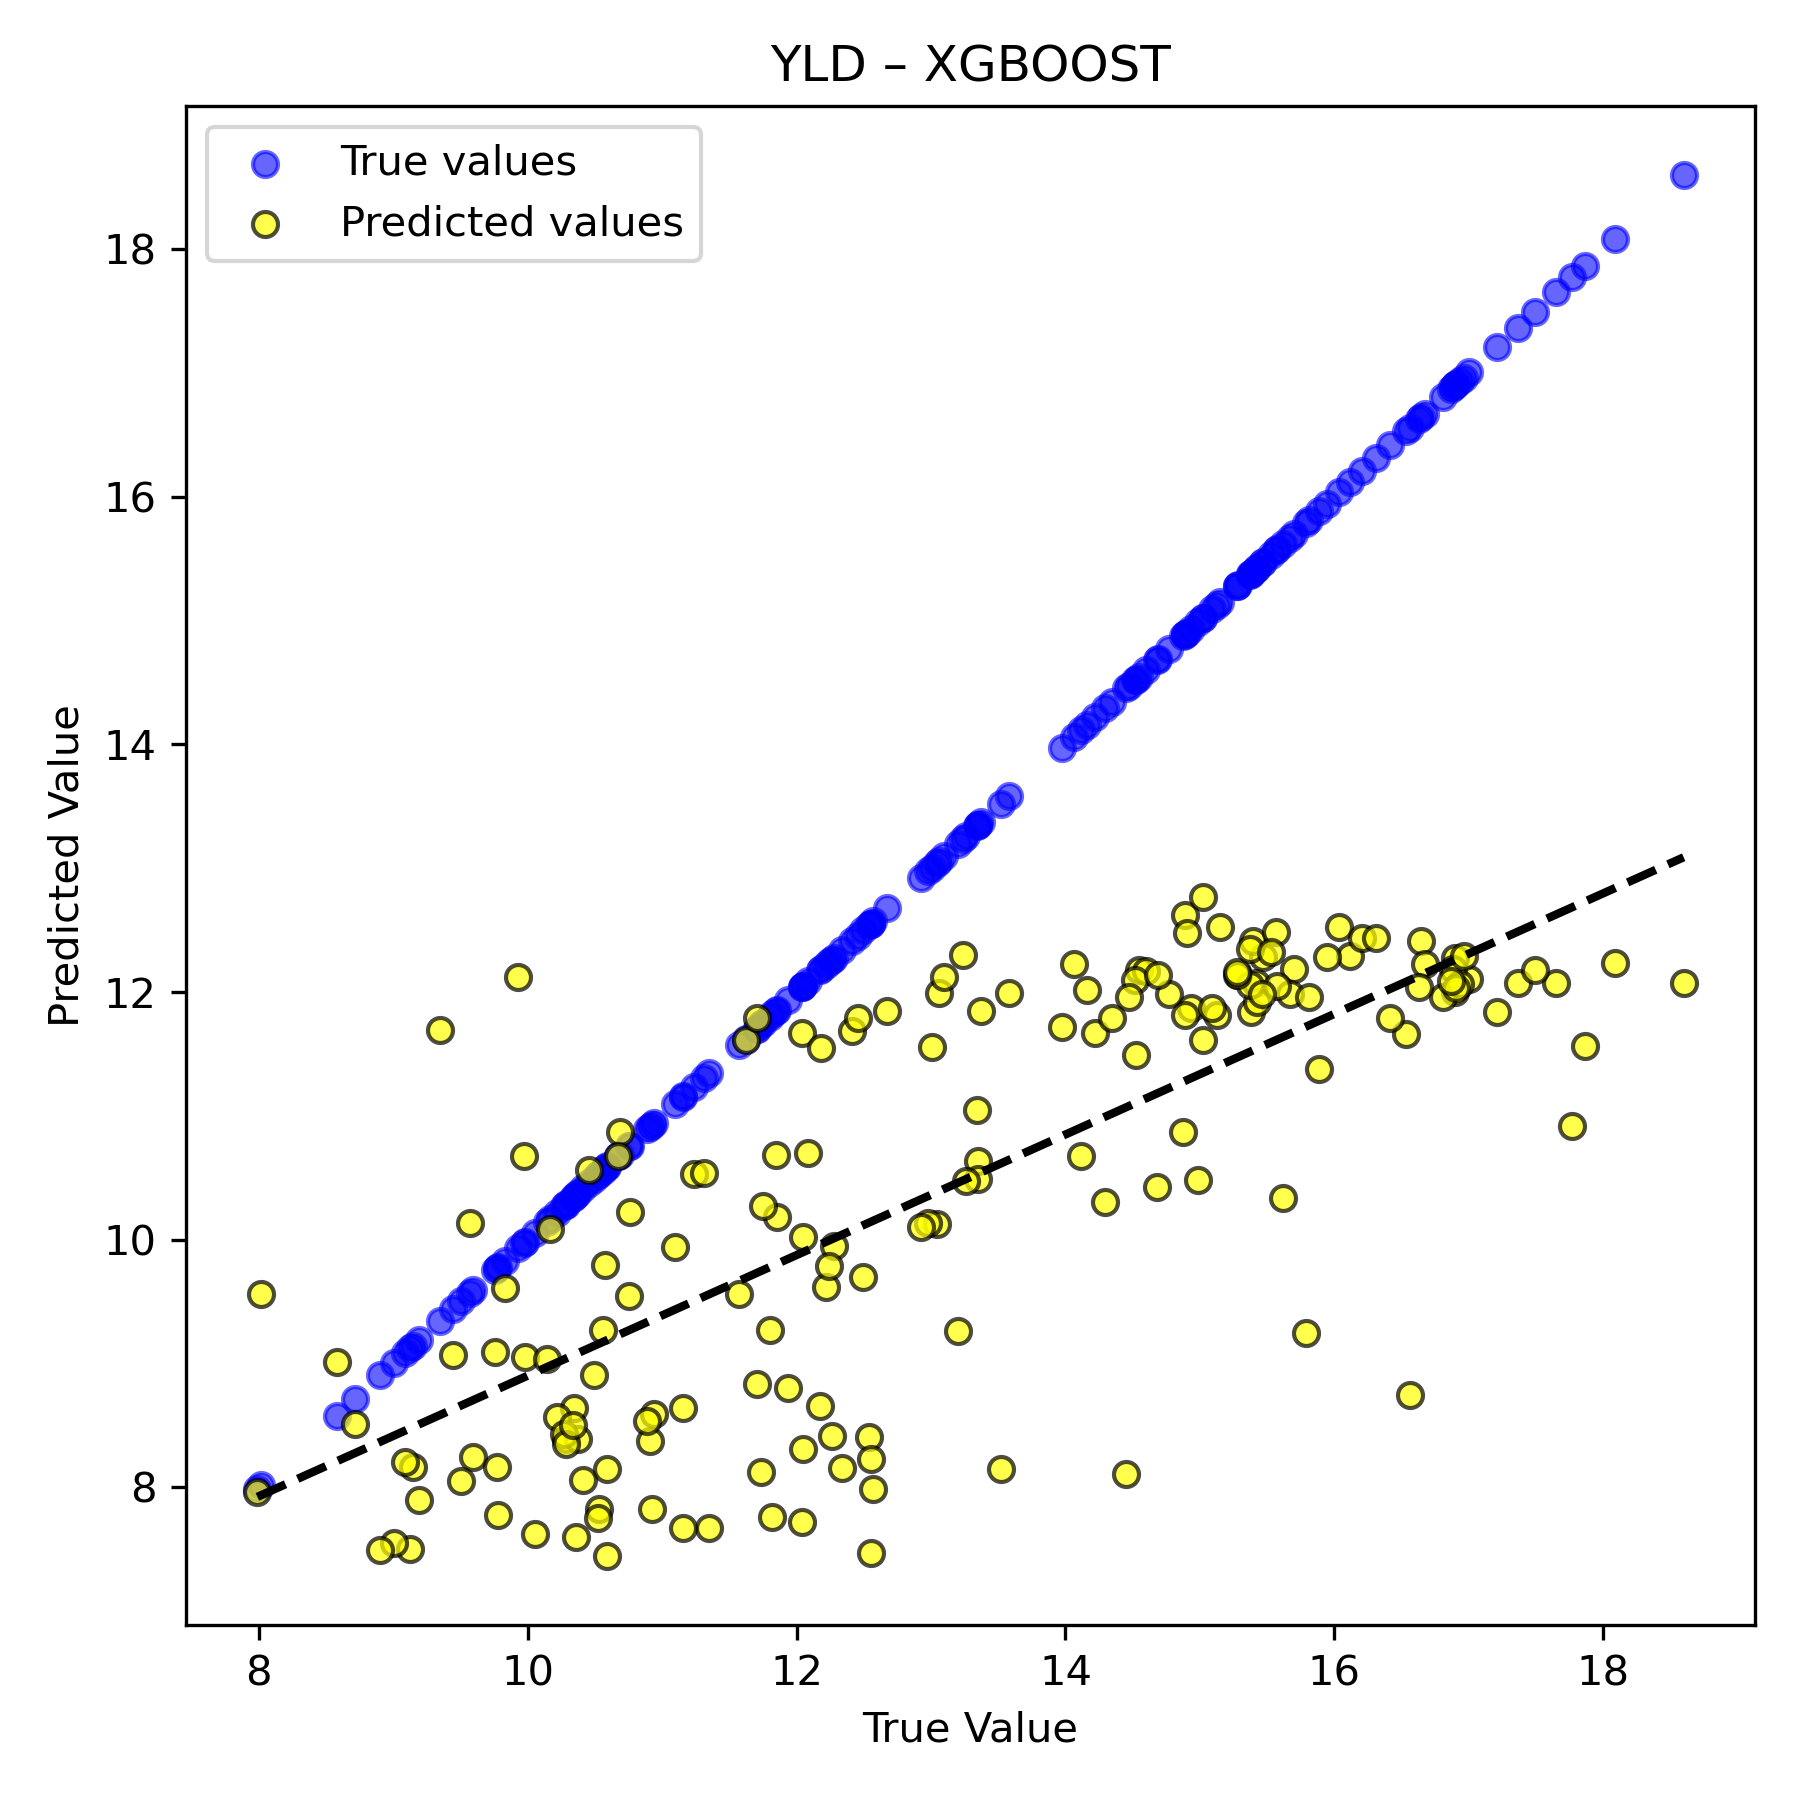 YLD – XGBOOST
True values
Predicted values
18
16
14
12
10
8
Predicted Value
8 10 12 14 16 18
True Value